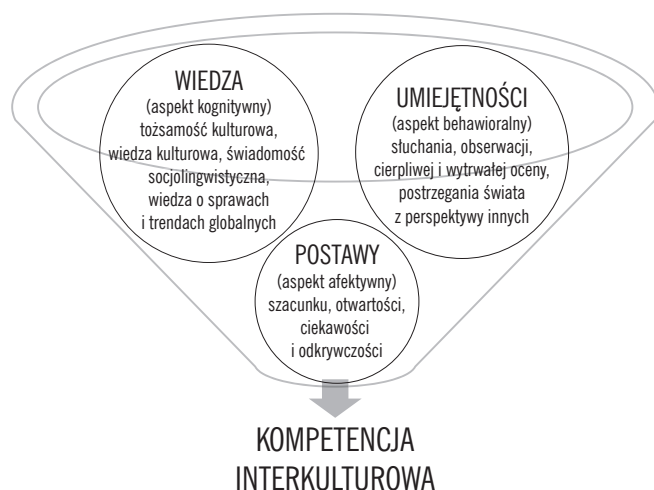 WIEDZA
(aspekt kognitywny)
tożsamość kulturowa,
wiedza kulturowa, świadomość
socjolingwistyczna,
wiedza o sprawach
i trendach globalnych
UMIEJĘTNOŚCI
(aspekt behawioralny)
słuchania, obserwacji,
cierpliwej i wytrwałej oceny,
postrzegania świata
z perspektywy innych
POSTAWY
(aspekt afektywny)
szacunku, otwartości,
ciekawości
i odkrywczości
KOMPETENCJA
INTERKULTUROWA